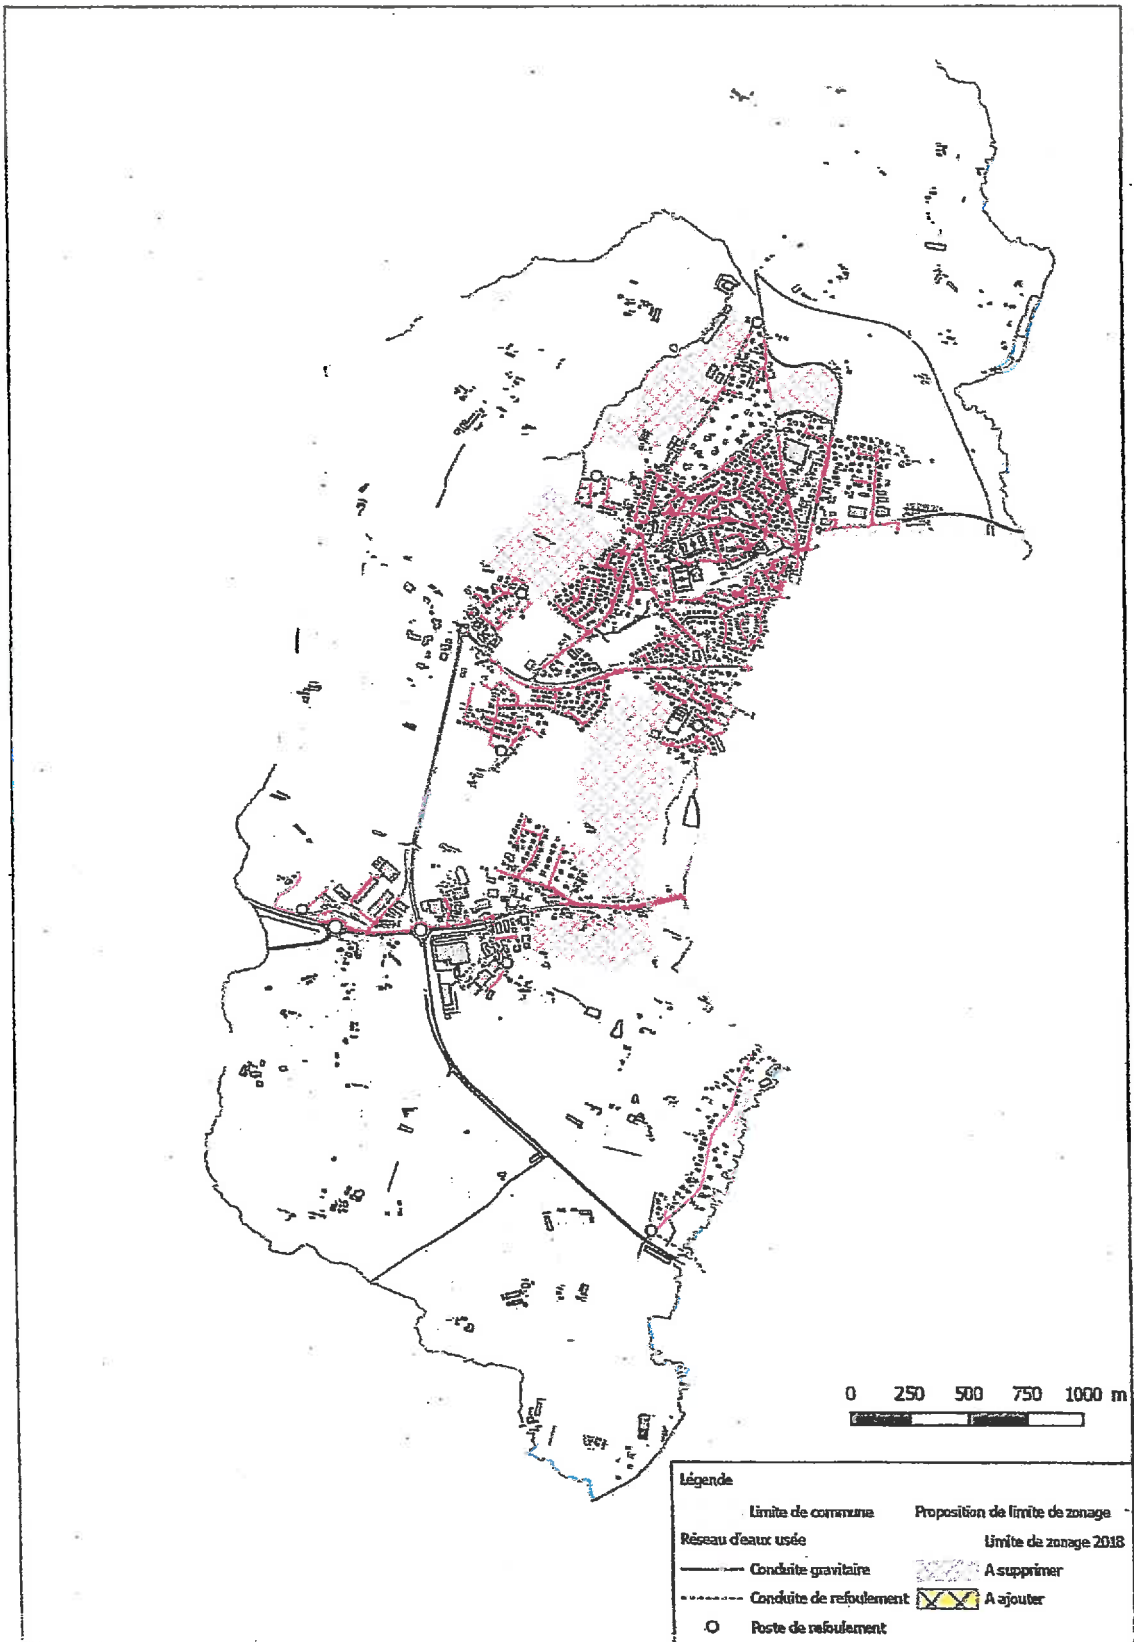 0 250 500 750 1000 m
Légende
Limite de commune Proposition de limite de zonage
Réseau d'eaux usée Limite de zonage 2018
Conduite gravitaire A supprimer
Conduite de refoulement A ajouter
Poste de refoulement